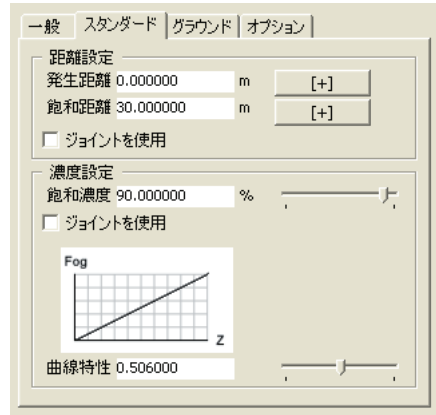 一般 スタンダード グラウンド オプション
距離設定
発生距離 0.000000 m [+]
飽和距離 30.000000 m [+]
ジョイントを使用
濃度設定
飽和濃度 90.000000 %
ジョイントを使用
Fog
Z
曲線特性 0.506000